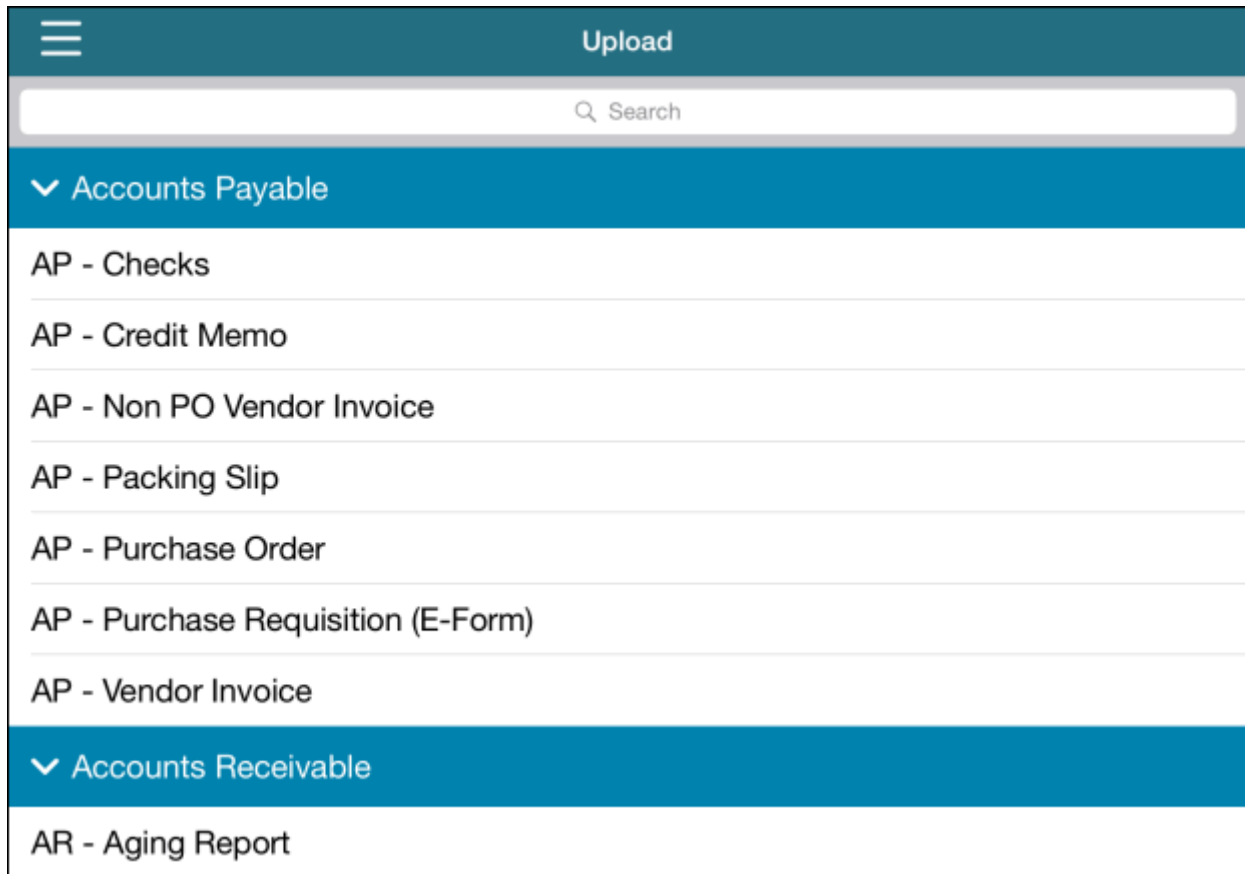 Upload
Search
Accounts Payable
AP - Checks
AP - Credit Memo
AP - Non PO Vendor Invoice
AP - Packing Slip
AP - Purchase Order
AP - Purchase Requisition (E-Form)
AP - Vendor Invoice
Accounts Receivable
AR - Aging Report